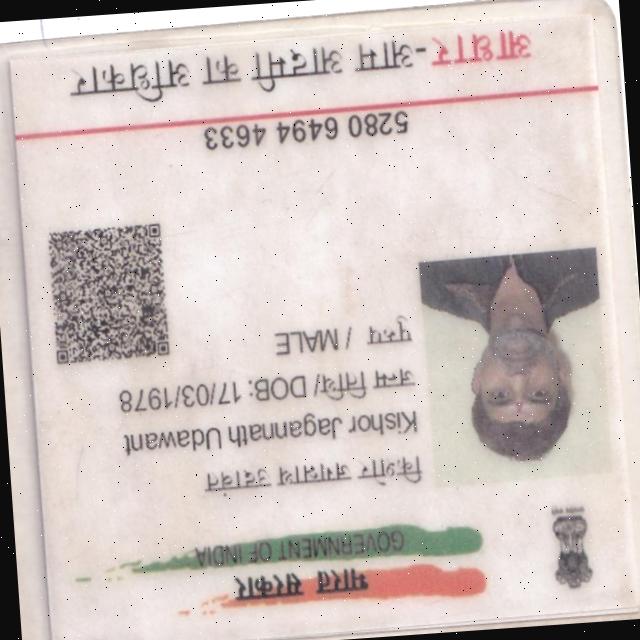 भारत सरकार
GOVERNMENT OF INDIA
किशोर जगन्नाथ उदावंत
Kishor Jagannath Udawant
जन्म तिथि/ DOB: 17/03/1978
पुरुष / MALE
5280 6494 4633
आधार-आम आदमी का अधिकार